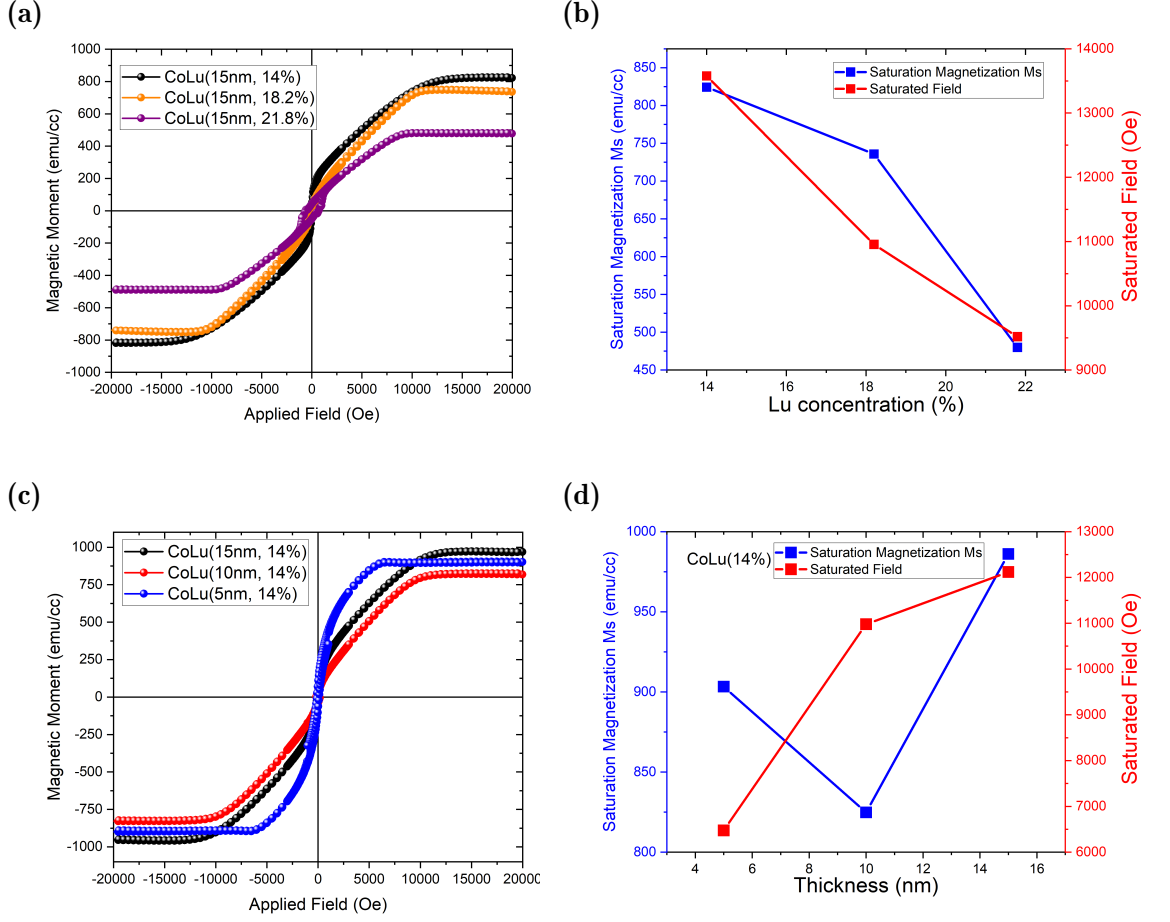 (a)
1000
800
600
400
200
0
-200
-400
-600
-800
-1000
Magnetic Moment (emu/cc)
CoLu(15nm, 14%)
CoLu(15nm, 18.2%)
CoLu(15nm, 21.8%)
-20000 -15000 -10000 -5000 0 5000 10000 15000 20000
Applied Field (Oe)
(b)
850
800
750
700
650
600
550
500
450
Saturation Magnetization Ms (emu/cc)
Saturation Magnetization Ms
Saturated Field
14000
13000
12000
11000
10000
9000
Saturated Field (Oe)
14 16 18 20 22
Lu concentration (%)
(c)
1000
750
500
250
0
-250
-500
-750
-1000
Magnetic Moment (emu/cc)
CoLu(15nm, 14%)
CoLu(10nm, 14%)
CoLu(5nm, 14%)
-20000 -15000 -10000 -5000 0 5000 10000 15000 20000
Applied Field (Oe)
(d)
1000
950
900
850
800
Saturation Magnetization Ms (emu/cc)
CoLu(14%)
Saturation Magnetization Ms
Saturated Field
13000
12000
11000
10000
9000
8000
7000
6000
Saturated Field (Oe)
4 6 8 10 12 14 16
Thickness (nm)